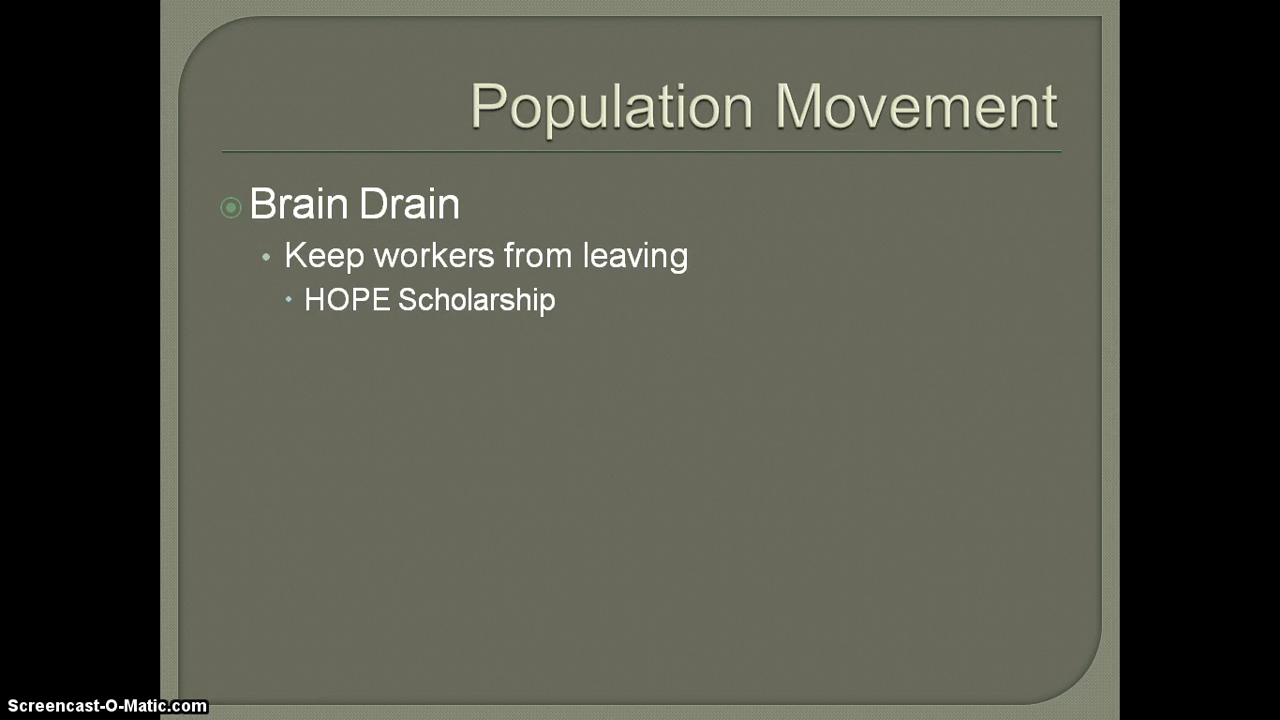 Population Movement
Brain Drain
Keep workers from leaving
HOPE Scholarship
Screencast-O-Matic.com